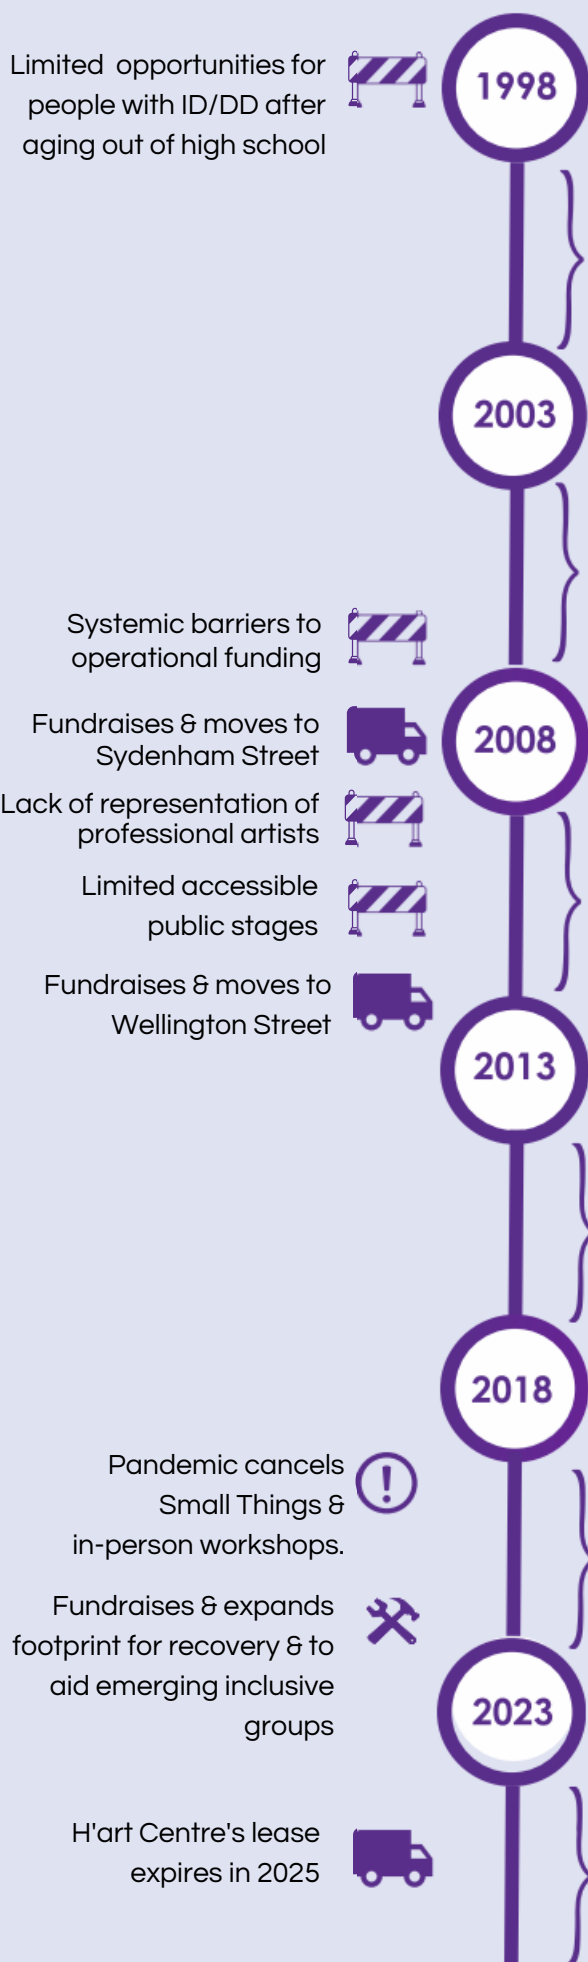 Limited opportunities for
people with ID/DD after
aging out of high school
1998
2003
Systemic barriers to
operational funding
Fundraises & moves to
Sydenham Street
2008
Lack of representation of
professional artists
Limited accessible
public stages
Fundraises & moves to
Wellington Street
2013
2018
Pandemic cancels
Small Things &
in-person workshops.
Fundraises & expands
footprint for recovery & to
aid emerging inclusive
groups
2023
H'art Centre's lease
expires in 2025